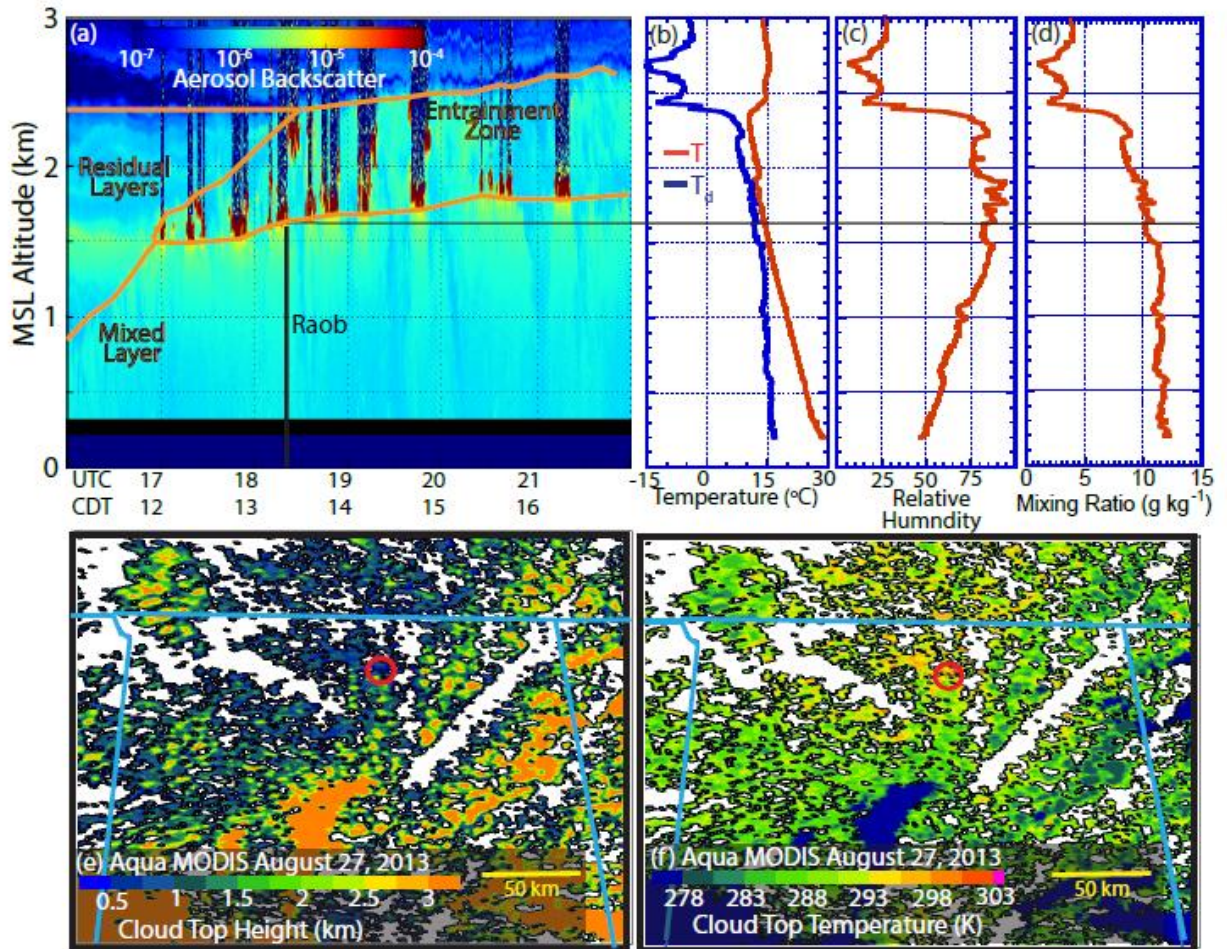 3
(a)
10-7
10-6
10-5
10-4
Aerosol Backscatter
Entrainment
Zone
Residual
Layers
2
MSL Altitude (km)
1
Mixed
Layer
Raob
0
UTC 17 18 19 20 21
CDT 12 13 14 15 16
(b)
T
Td
-15 0 15 30
Temperature (ºC)
(c)
25 50 75
Relative
Humndity
(d)
0 5 10 15
Mixing Ratio (g kg-1)
(e) Aqua MODIS August 27, 2013
0.5 1 1.5 2 2.5 3
50 km
Cloud Top Height (km)
(f) Aqua MODIS August 27, 2013
278 283 288 293 298 303
50 km
Cloud Top Temperature (K)